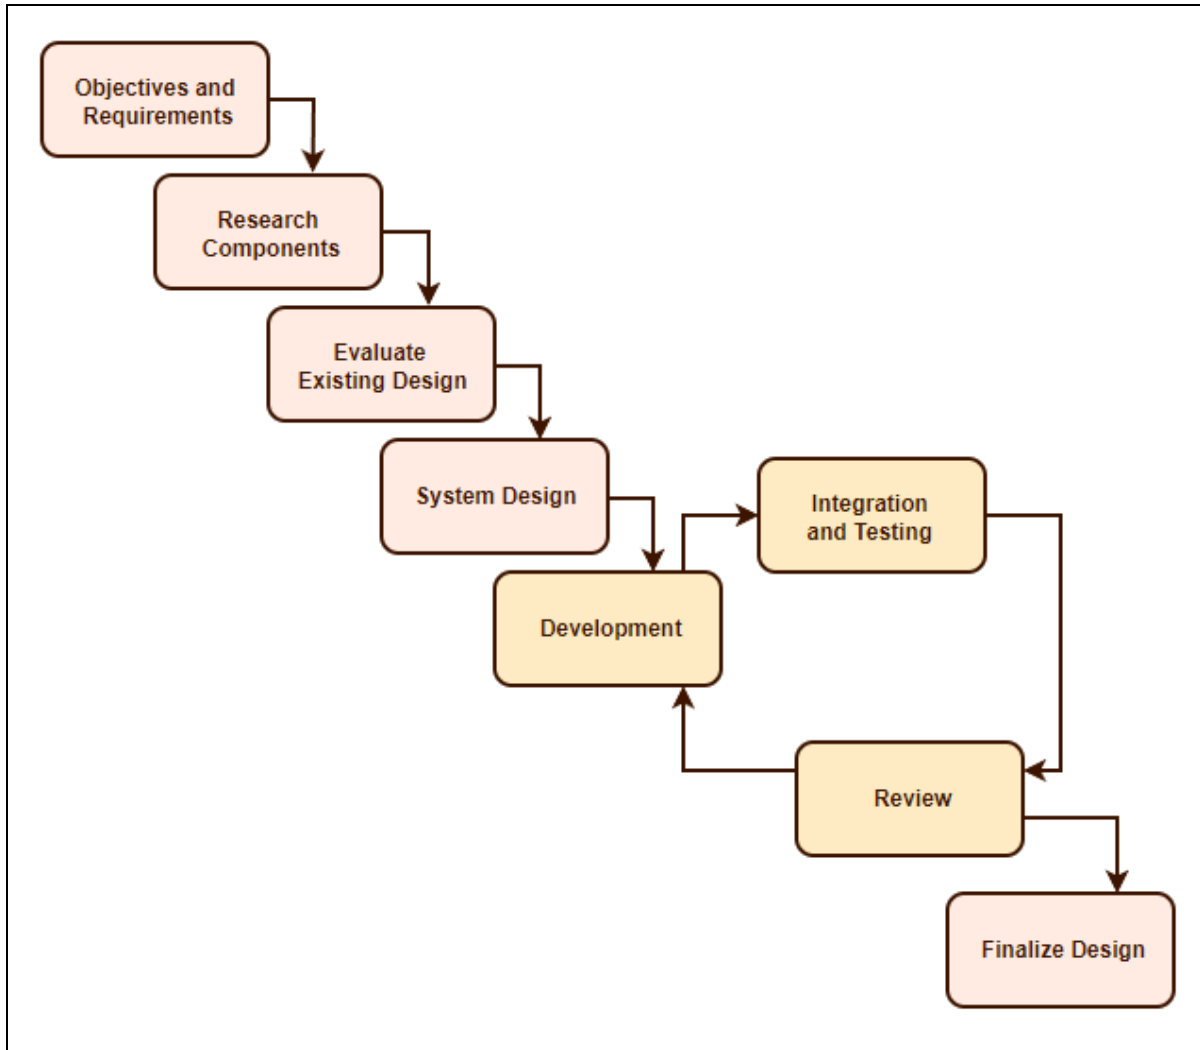 Objectives and
Requirements
Research
Components
Evaluate
Existing Design
System Design
Integration
and Testing
Development
Review
Finalize Design